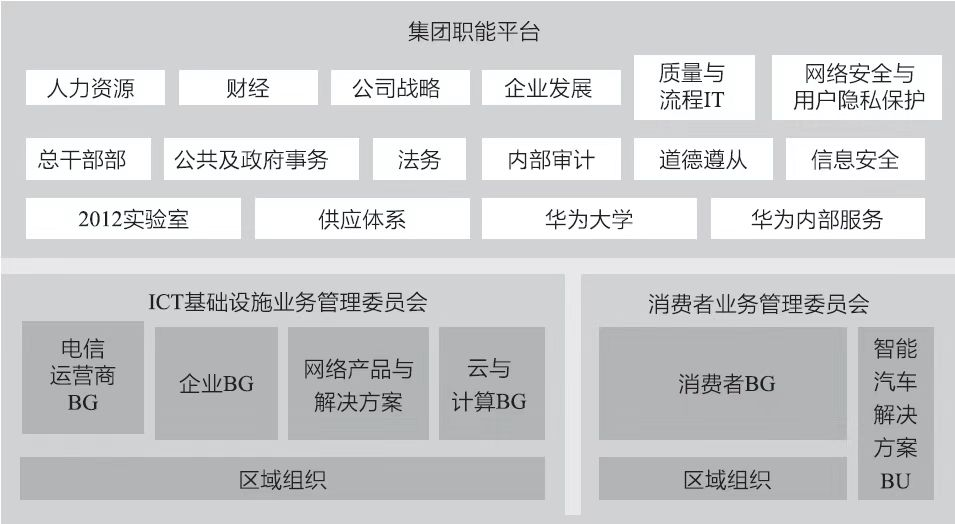 集团职能平台
人力资源
财经
公司战略
企业发展
质量与
流程IT
网络安全与
用户隐私保护
总干部部
公共及政府事务
法务
内部审计
道德遵从
信息安全
2012实验室
供应体系
华为大学
华为内部服务
ICT基础设施业务管理委员会
电信
运营商
BG
企业BG
网络产品与
解决方案
云与
计算BG
区域组织
消费者业务管理委员会
消费者BG
区域组织
智能
汽车
解决
方案
BU